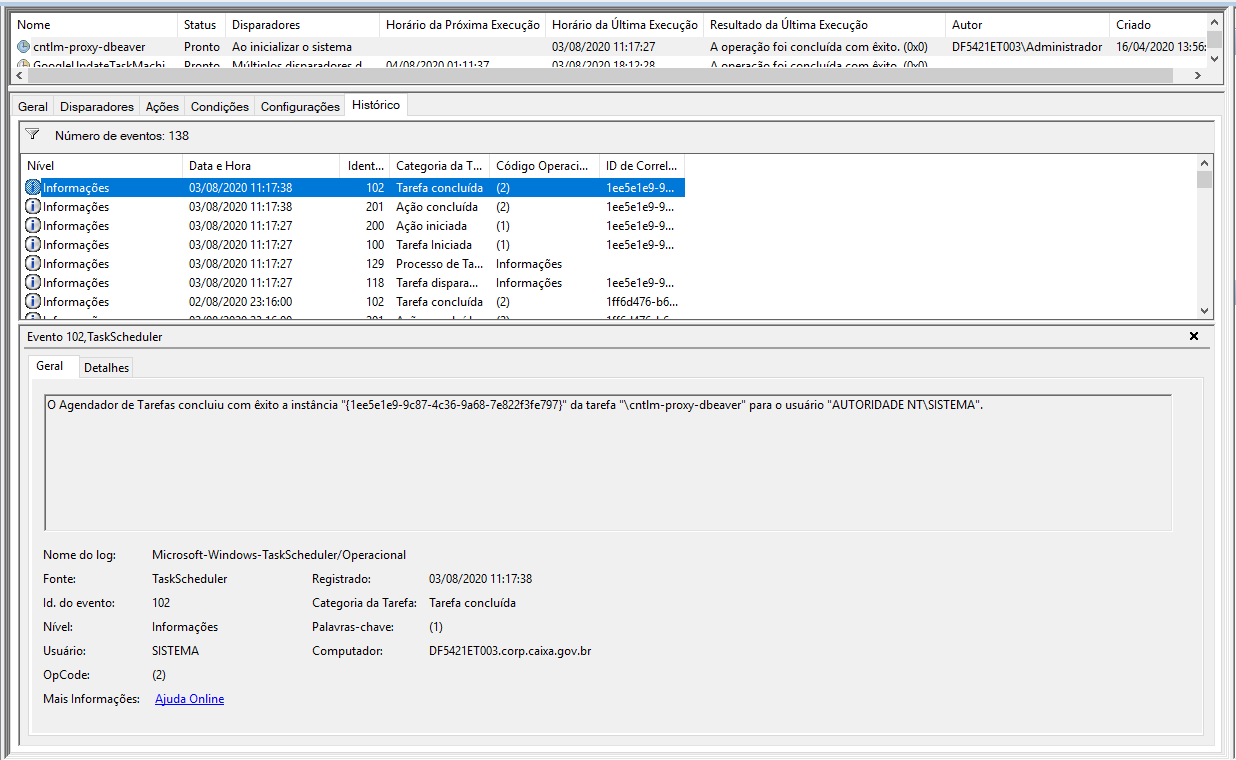 Nome Status Disparadores Horário da Próxima Execução Horário da Última Execução Resultado da Última Execução Autor Criado
cntlm-proxy-dbeaver Pronto Ao inicializar o sistema 03/08/2020 11:17:27 A operação foi concluída com êxito. (0x0) DF5421ET003\Administrador 16/04/2020 13:56:
GoogleUpdateTaskMachi Pronto Múltiplos disparadores d 04/08/2020 01:11:37 03/08/2020 18:12:28 A operação foi concluída com êxito. (0x0)
Geral Disparadores Ações Condições Configurações Histórico
Número de eventos: 138
Nível Data e Hora Ident... Categoria da T... Código Operaci... ID de Correl...
Informações 03/08/2020 11:17:38 102 Tarefa concluída (2) 1ee5e1e9-9...
Informações 03/08/2020 11:17:38 201 Ação concluída (2) 1ee5e1e9-9...
Informações 03/08/2020 11:17:27 200 Ação iniciada (1) 1ee5e1e9-9...
Informações 03/08/2020 11:17:27 100 Tarefa Iniciada (1) 1ee5e1e9-9...
Informações 03/08/2020 11:17:27 129 Processo de Ta... Informações
Informações 03/08/2020 11:17:27 118 Tarefa dispara... Informações 1ee5e1e9-9...
Informações 02/08/2020 23:16:00 102 Tarefa concluída (2) 1ff6d476-b6...
Evento 102,TaskScheduler
Geral Detalhes
O Agendador de Tarefas concluiu com êxito a instância "{1ee5e1e9-9c87-4c36-9a68-7e822f3fe797}" da tarefa "\cntlm-proxy-dbeaver" para o usuário "AUTORIDADE NT\SISTEMA".
Nome do log: Microsoft-Windows-TaskScheduler/Operacional
Fonte: TaskScheduler Registrado: 03/08/2020 11:17:38
Id. do evento: 102 Categoria da Tarefa: Tarefa concluída
Nível: Informações Palavras-chave: (1)
Usuário: SISTEMA Computador: DF5421ET003.corp.caixa.gov.br
OpCode: (2)
Mais Informações: Ajuda Online